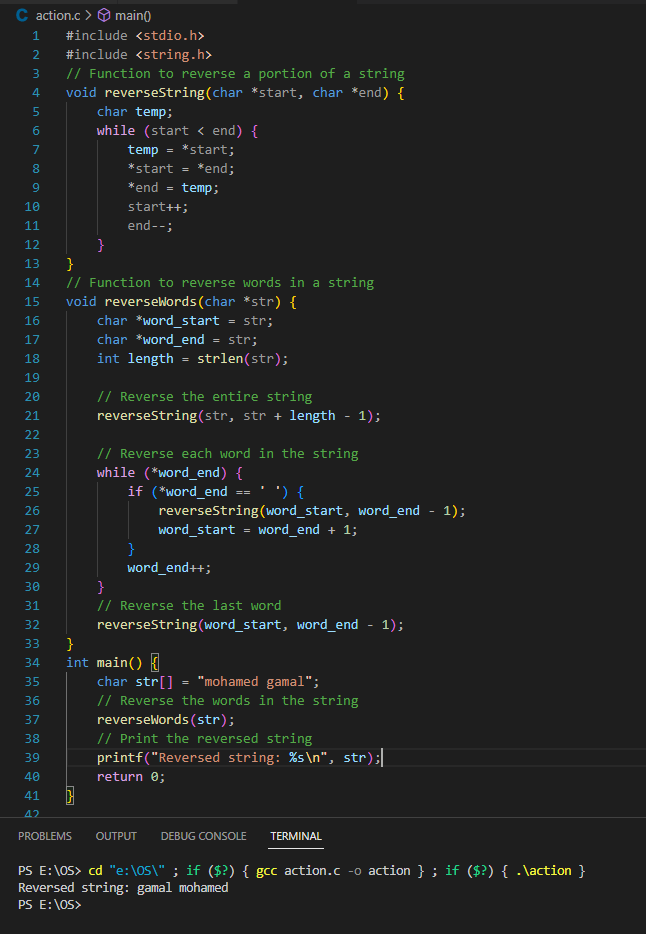 C action.c > main()
1 #include <stdio.h>
2 #include <string.h>
3 // Function to reverse a portion of a string
4 void reverseString(char *start, char *end) {
5     char temp;
6     while (start < end) {
7         temp = *start;
8         *start = *end;
9         *end = temp;
10         start++;
11         end--;
12     }
13 }
14 // Function to reverse words in a string
15 void reverseWords(char *str) {
16     char *word_start = str;
17     char *word_end = str;
18     int length = strlen(str);
19
20     // Reverse the entire string
21     reverseString(str, str + length - 1);
22
23     // Reverse each word in the string
24     while (*word_end) {
25         if (*word_end == ' ') {
26             reverseString(word_start, word_end - 1);
27             word_start = word_end + 1;
28         }
29         word_end++;
30     }
31     // Reverse the last word
32     reverseString(word_start, word_end - 1);
33 }
34 int main() {
35     char str[] = "mohamed gamal";
36     // Reverse the words in the string
37     reverseWords(str);
38     // Print the reversed string
39     printf("Reversed string: %s\n", str);
40     return 0;
41 }
42
PROBLEMS OUTPUT DEBUG CONSOLE TERMINAL
PS E:\OS> cd "e:\OS\" ; if ($?) { gcc action.c -o action } ; if ($?) { .\action }
Reversed string: gamal mohamed
PS E:\OS>